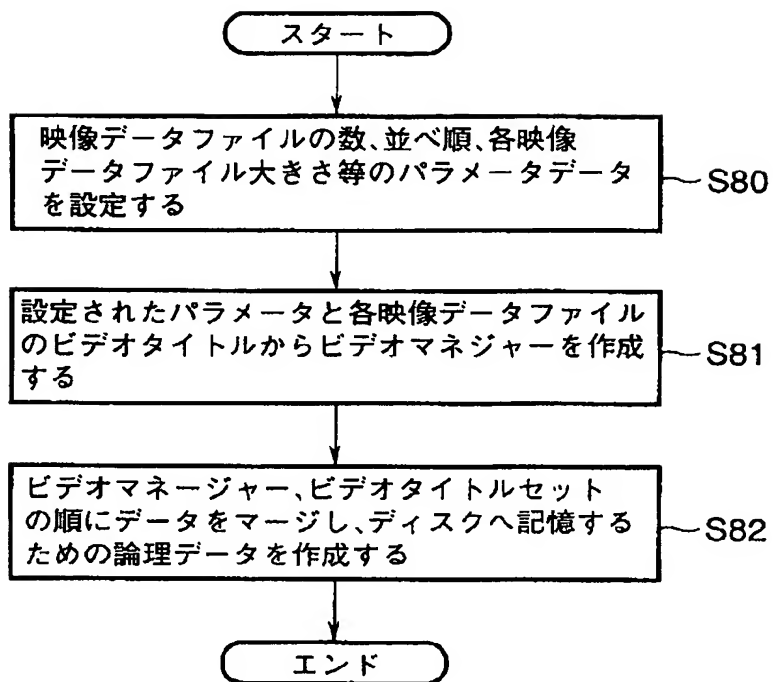 スタート
映像データファイルの数、並べ順、各映像
データファイル大きさ等のパラメータデータ
を設定する
S80
設定されたパラメータと各映像データファイル
のビデオタイトルからビデオマネジャーを作成
する
S81
ビデオマネージャー、ビデオタイトルセット
の順にデータをマージし、ディスクへ記憶する
ための論理データを作成する
S82
エンド